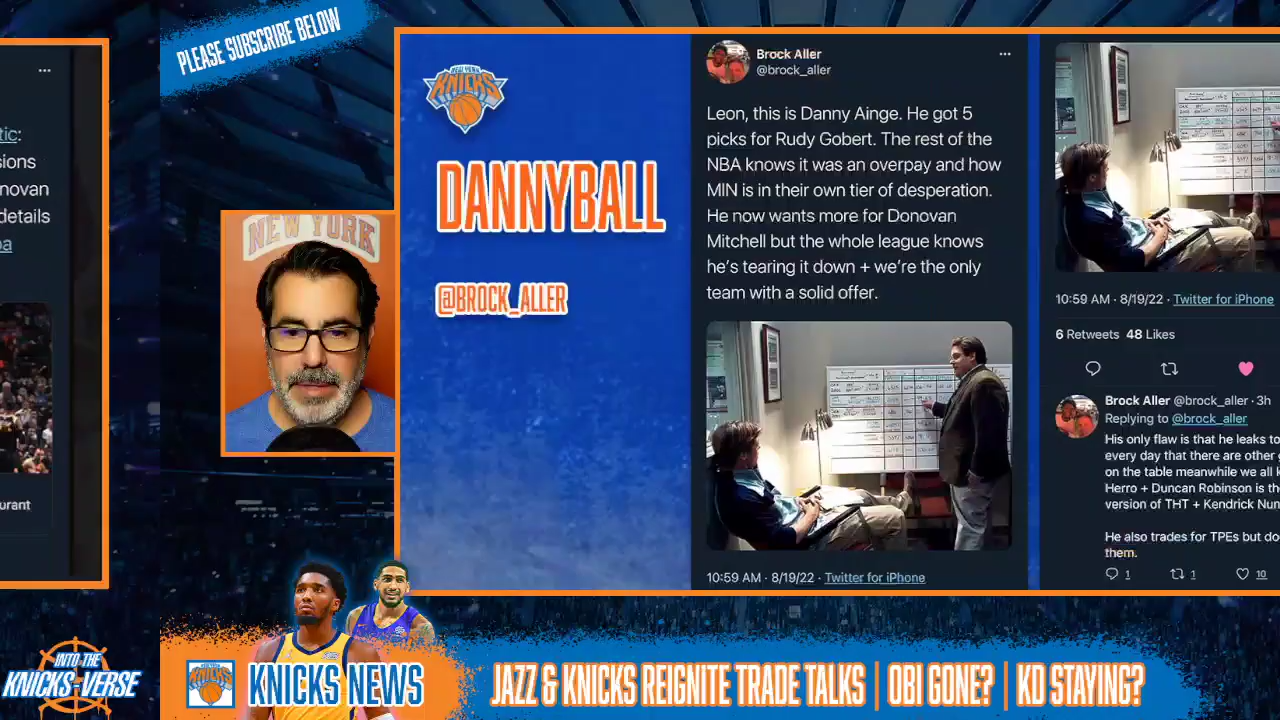 PLEASE SUBSCRIBE BELOW
tic:
sions
novan
details
ba
urant
NEW YORK
NEW YORK
KNICKS
DANNYBALL
@BROCK_ALLER
Brock Aller
@brock_aller
Leon, this is Danny Ainge. He got 5
picks for Rudy Gobert. The rest of the
NBA knows it was an overpay and how
MIN is in their own tier of desperation.
He now wants more for Donovan
Mitchell but the whole league knows
he's tearing it down + we're the only
team with a solid offer.
10:59 AM · 8/19/22 · Twitter for iPhone
10:59 AM · 8/19/22 · Twitter for iPhone
6 Retweets 48 Likes
Brock Aller @brock_aller · 3h
Replying to @brock_aller
His only flaw is that he leaks to
every day that there are other
on the table meanwhile we all
Herro + Duncan Robinson is the
version of THT + Kendrick Nun
He also trades for TPEs but do
them.
1 1 10
INTO THE
KNICKS-VERSE
KNICKS NEWS
JAZZ & KNICKS REIGNITE TRADE TALKS | OBI GONE? | KD STAYING?